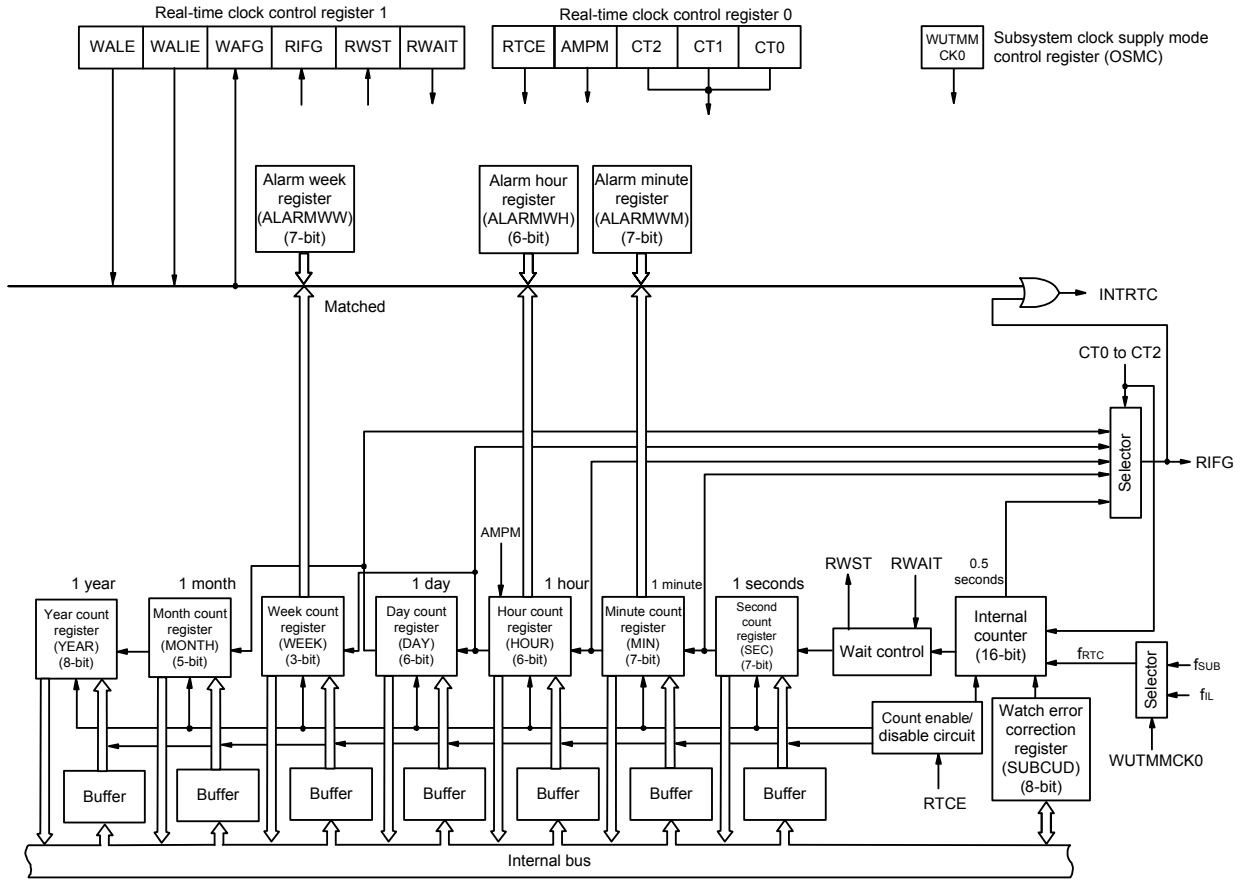 Real-time clock control register 1
WALE WALIE WAFG RIFG RWST RWAIT
Real-time clock control register 0
RTCE AMPM CT2 CT1 CT0
WUTMM
CK0
Subsystem clock supply mode
control register (OSMC)
Alarm week
register
(ALARMWW)
(7-bit)
Alarm hour
register
(ALARMWH)
(6-bit)
Alarm minute
register
(ALARMWM)
(7-bit)
Matched
INTRTC
CT0 to CT2
Selector
RIFG
AMPM
RWST
RWAIT
0.5
seconds
1 year
1 month
1 day
1 hour
1 minute
1 seconds
Year count
register
(YEAR)
(8-bit)
Month count
register
(MONTH)
(5-bit)
Week count
register
(WEEK)
(3-bit)
Day count
register
(DAY)
(6-bit)
Hour count
register
(HOUR)
(6-bit)
Minute count
register
(MIN)
(7-bit)
Second
count
register
(SEC)
(7-bit)
Wait control
Internal
counter
(16-bit)
fRTC
Selector
fSUB
fIL
WUTMMCK0
Count enable/
disable circuit
RTCE
Watch error
correction
register
(SUBCUD)
(8-bit)
Buffer
Buffer
Buffer
Buffer
Buffer
Buffer
Buffer
Internal bus